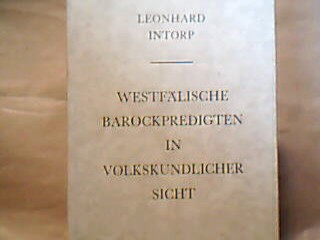 LEONHARD
INTORP
WESTFÄLISCHE
BAROCKPREDIGTEN
IN
VOLKSKUNDLICHER
SICHT